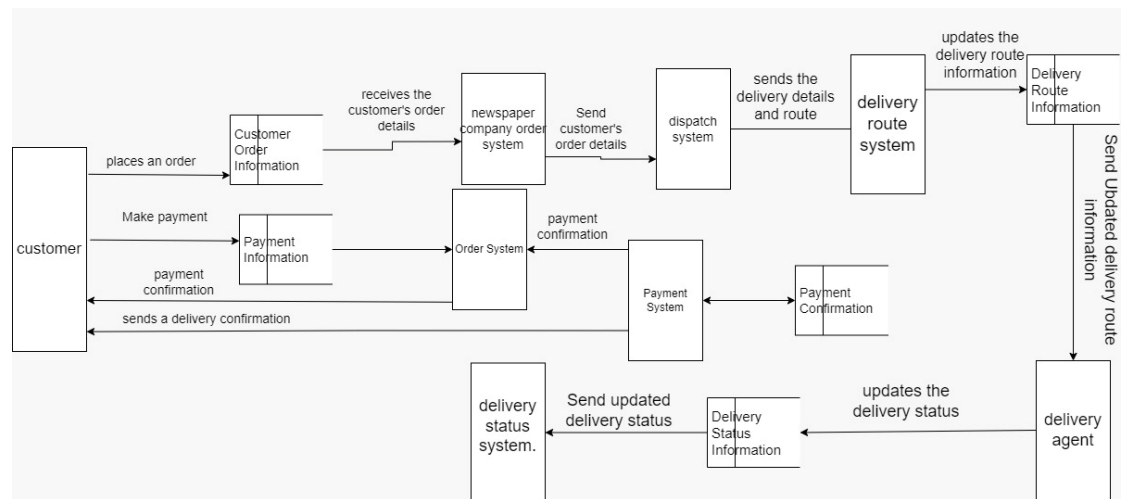 updates the
delivery route
information
Delivery
Route
Information
sends the
delivery details
and route
delivery
route
system
receives the
customer's order
details
newspaper
company order
system
Send
customer's
order details
dispatch
system
Customer
Order
Information
places an order
Send Ubdated delivery route
information
Make payment
Payment
Information
customer
Order System
payment
confirmation
payment
confirmation
Payment
System
Payment
Confirmation
sends a delivery confirmation
delivery
status
system.
Send updated
delivery status
Delivery
Status
Information
updates the
delivery status
delivery
agent